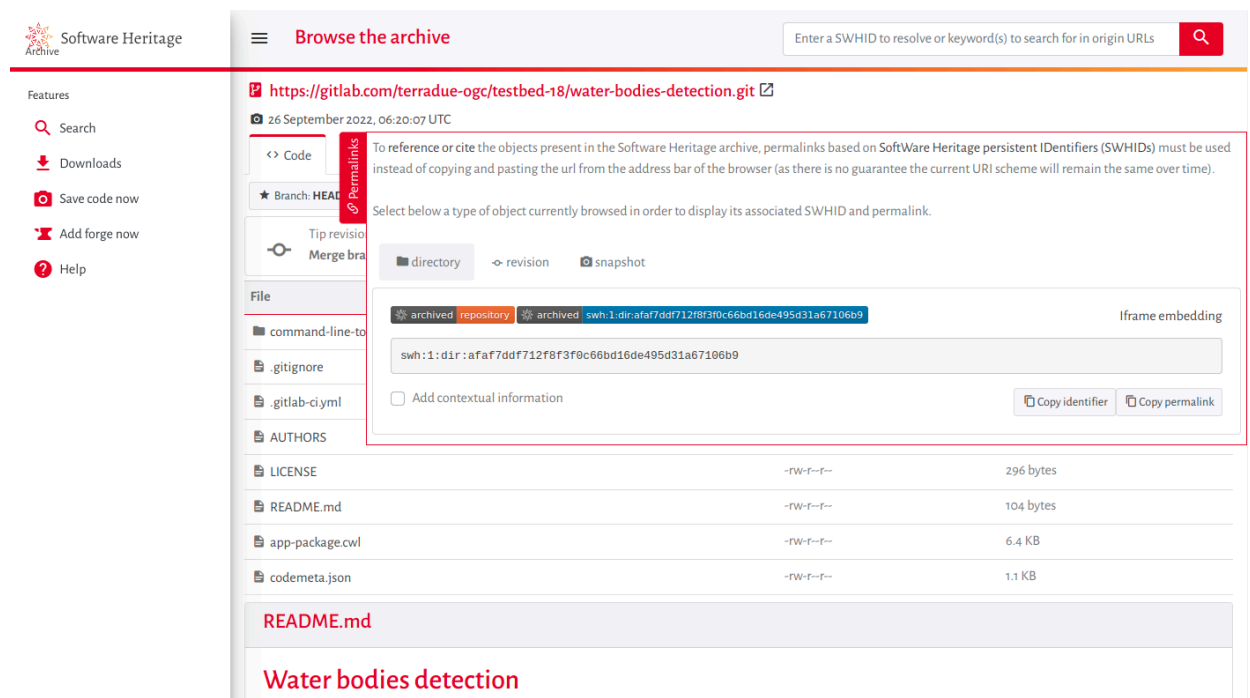 Software Heritage
Archive
Browse the archive
Enter a SWHID to resolve or keyword(s) to search for in origin URLs
Features
Search
Downloads
Save code now
Add forge now
Help
https://gitlab.com/terradue-ogc/testbed-18/water-bodies-detection.git
26 September 2022, 06:20:07 UTC
<> Code
Branch: HEAD
Tip revisio
Merge bra
Permalinks
To reference or cite the objects present in the Software Heritage archive, permalinks based on SoftWare Heritage persistent IDentifiers (SWHIDs) must be used
instead of copying and pasting the url from the address bar of the browser (as there is no guarantee the current URI scheme will remain the same over time).
Select below a type of object currently browsed in order to display its associated SWHID and permalink.
directory
revision
snapshot
archived repository archived swh:1:dir:afaf7ddf712f8f3f0c66bd16de495d31a67106b9
Iframe embedding
swh:1:dir:afaf7ddf712f8f3f0c66bd16de495d31a67106b9
Add contextual information
Copy identifier
Copy permalink
File
command-line-to
.gitignore
.gitlab-ci.yml
AUTHORS
LICENSE -rw-r--r-- 296 bytes
README.md -rw-r--r-- 104 bytes
app-package.cwl -rw-r--r-- 6.4 KB
codemeta.json -rw-r--r-- 1.1 KB
README.md
Water bodies detection